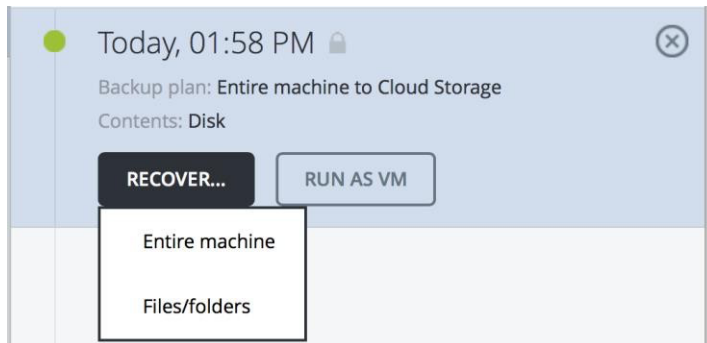 Today, 01:58 PM
Backup plan: Entire machine to Cloud Storage
Contents: Disk
RECOVER... RUN AS VM
Entire machine
Files/folders